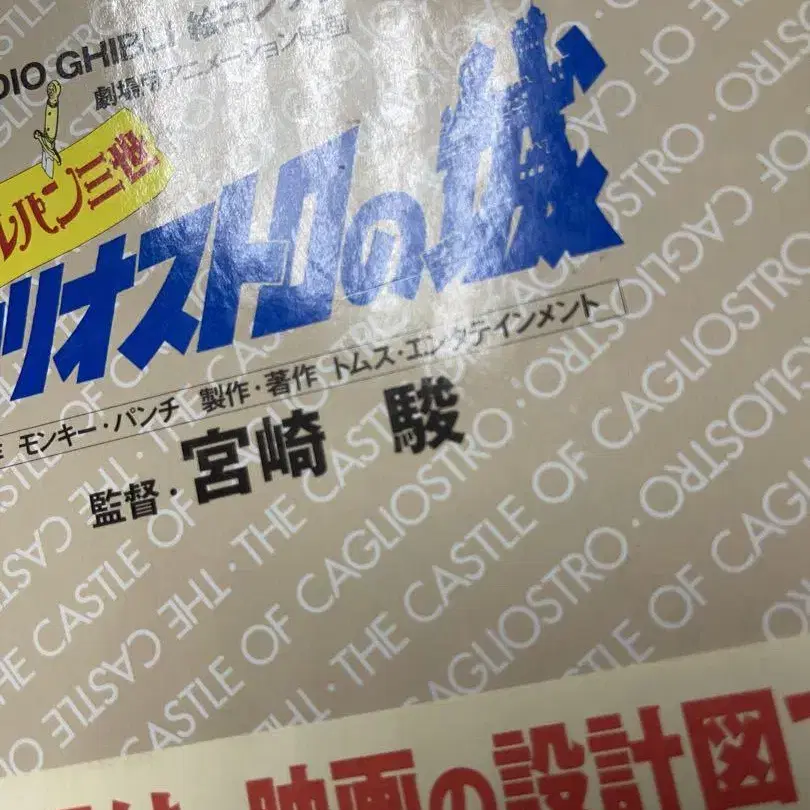 DIO GHIBLI 絵コンテ
劇場用アニメーション映画
ルパン三世
リオストロの城
モンキー・パンチ 製作・著作 トムス・エンタテインメント
監督・宮崎 駿
THE CASTLE OF CAGLIOSTRO · THE CASTLE OF CAGLIOSTRO
映画の設計図